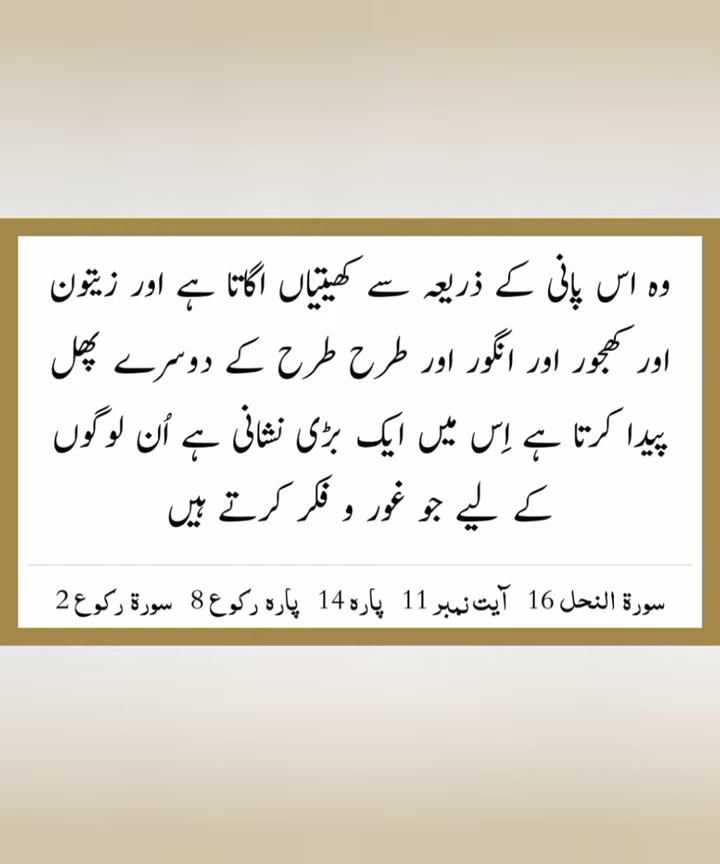 وہ اس پانی کے ذریعہ سے کھیتیاں اگاتا ہے اور زیتون
اور کھجور اور انگور اور طرح طرح کے دوسرے پھل
پیدا کرتا ہے اِس میں ایک بڑی نشانی ہے اُن لوگوں
کے لیے جو غور و فکر کرتے ہیں
سورۃ النحل 16 آیت نمبر 11 پارہ 14 پارہ رکوع 8 سورۃ رکوع 2